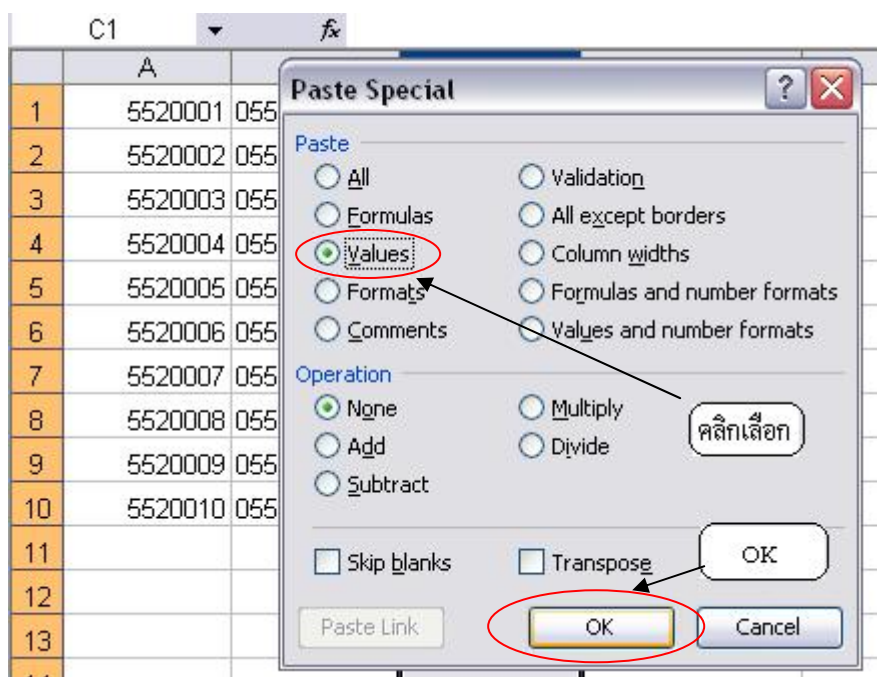 C1 fx
A
Paste Special
1 5520001 055
2 5520002 055
3 5520003 055
4 5520004 055
5 5520005 055
6 5520006 055
7 5520007 055
8 5520008 055
9 5520009 055
10 5520010 055
11
12
13
Paste
All
Formulas
Values
Formats
Comments
Validation
All except borders
Column widths
Formulas and number formats
Values and number formats
Operation
None
Add
Subtract
Multiply
Divide
คลิกเลือก
Skip blanks
Transpose
OK
Paste Link
OK
Cancel